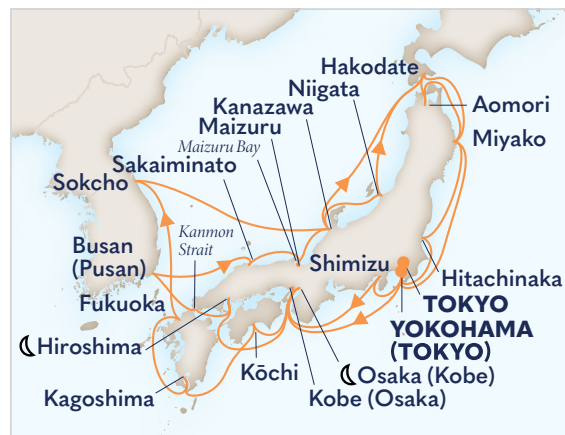 Hakodate
Niigata
Kanazawa
Aomori
Maizuru
Miyako
Maizuru Bay
Sakaiminato
Sokcho
Kanmon
Strait
Busan
(Pusan)
Shimizu
Hitachinaka
Fukuoka
TOKYO
YOKOHAMA
(TOKYO)
Hiroshima
Kōchi
Osaka (Kobe)
Kagoshima
Kobe (Osaka)